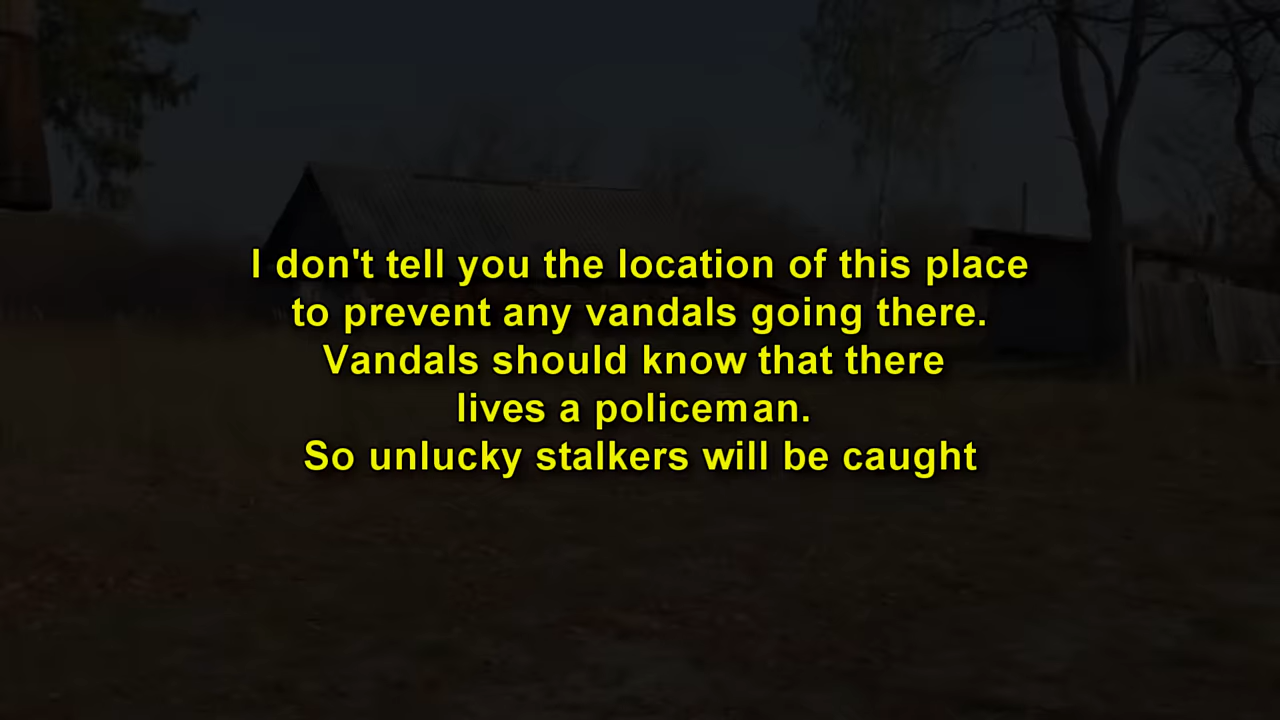 I don't tell you the location of this place
to prevent any vandals going there.
Vandals should know that there
lives a policeman.
So unlucky stalkers will be caught